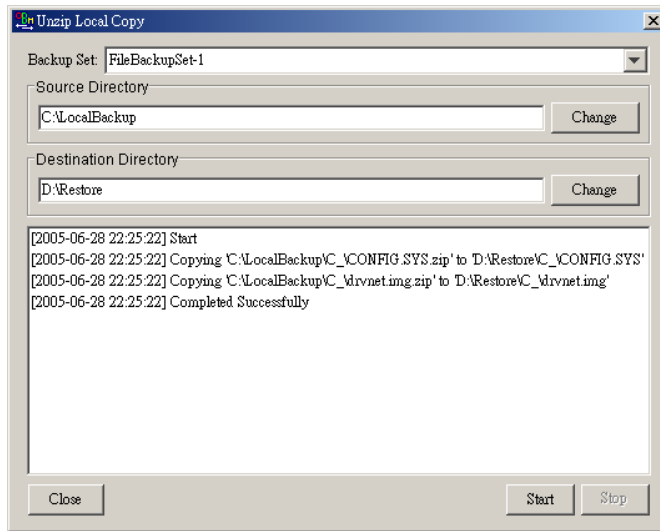 CBM Unzip Local Copy
Backup Set: FileBackupSet-1
Source Directory
C:\LocalBackup Change
Destination Directory
D:\Restore Change
[2005-06-28 22:25:22] Start
[2005-06-28 22:25:22] Copying 'C:\LocalBackup\C_\CONFIG.SYS.zip' to 'D:\Restore\C_\CONFIG.SYS'
[2005-06-28 22:25:22] Copying 'C:\LocalBackup\C_\drvnet.img.zip' to 'D:\Restore\C_\drvnet.img'
[2005-06-28 22:25:22] Completed Successfully
Close Start Stop